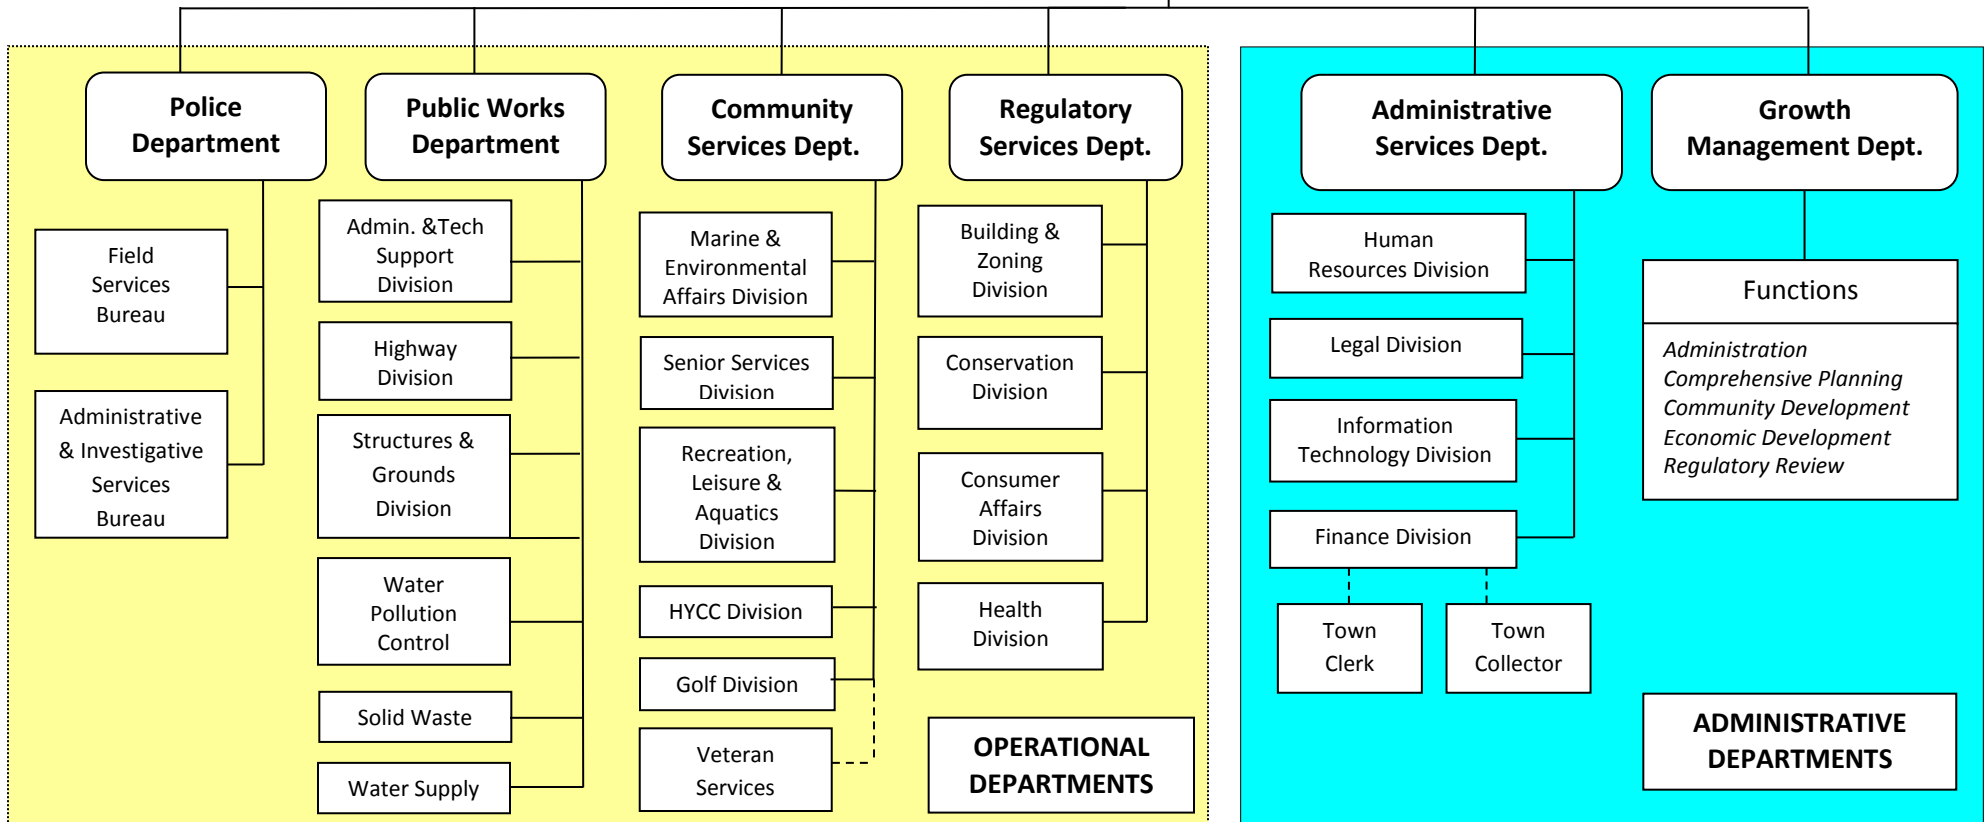 Police
Department
Public Works
Department
Community
Services Dept.
Regulatory
Services Dept.
Administrative
Services Dept.
Growth
Management Dept.
Field
Services
Bureau
Administrative
& Investigative
Services
Bureau
Admin. &Tech
Support
Division
Highway
Division
Structures &
Grounds
Division
Water
Pollution
Control
Solid Waste
Water Supply
Marine &
Environmental
Affairs Division
Senior Services
Division
Recreation,
Leisure &
Aquatics
Division
HYCC Division
Golf Division
Veteran
Services
Building &
Zoning
Division
Conservation
Division
Consumer
Affairs
Division
Health
Division
OPERATIONAL
DEPARTMENTS
Human
Resources Division
Legal Division
Information
Technology Division
Finance Division
Town
Clerk
Town
Collector
Functions
Administration
Comprehensive Planning
Community Development
Economic Development
Regulatory Review
ADMINISTRATIVE
DEPARTMENTS